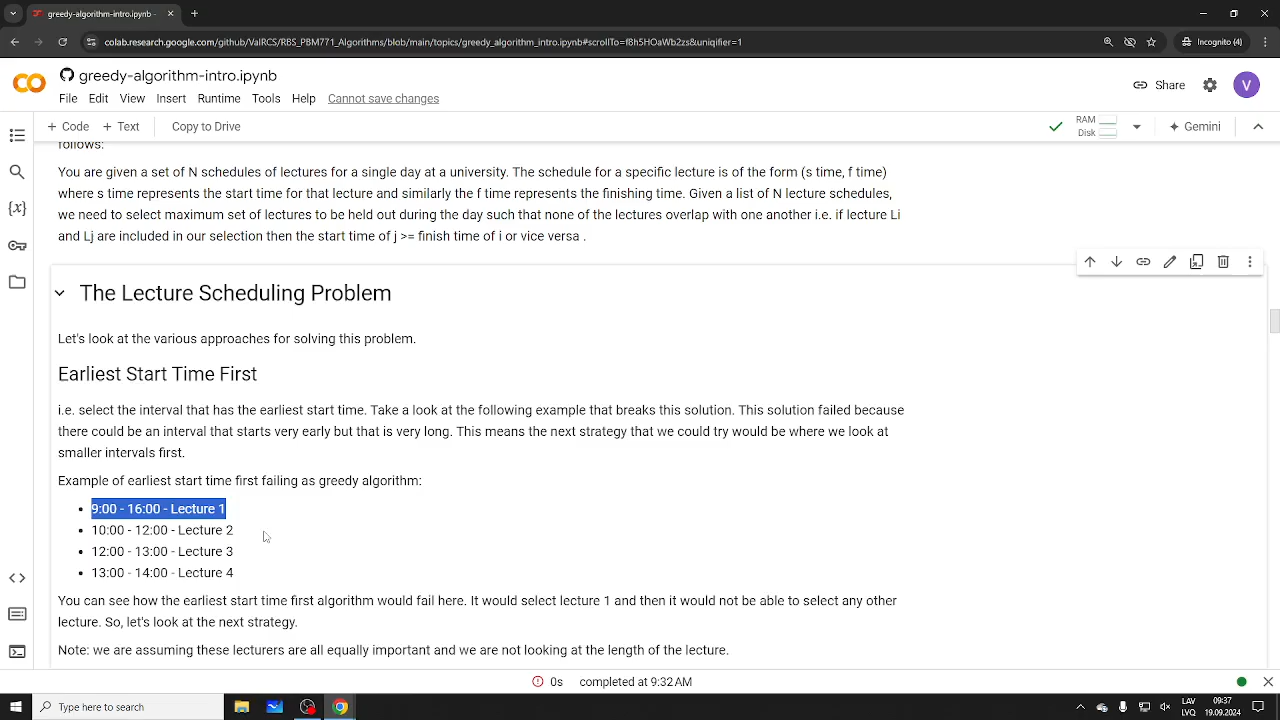 greedy-algorithm-intro.ipynb -
colab.research.google.com/github/ValRCS/RBS_PBM771_Algorithms/blob/main/topics/greedy_algorithm_intro.ipynb#scrollTo=f8h5HOaWb2zs&uniqifier=1
Incognito (4)
greedy-algorithm-intro.ipynb
File Edit View Insert Runtime Tools Help Cannot save changes
Share
V
+ Code + Text Copy to Drive
RAM
Disk
Gemini
follows:
You are given a set of N schedules of lectures for a single day at a university. The schedule for a specific lecture is of the form (s time, f time)
where s time represents the start time for that lecture and similarly the f time represents the finishing time. Given a list of N lecture schedules,
we need to select maximum set of lectures to be held out during the day such that none of the lectures overlap with one another i.e. if lecture Li
and Lj are included in our selection then the start time of j >= finish time of i or vice versa .
The Lecture Scheduling Problem
Let's look at the various approaches for solving this problem.
Earliest Start Time First
i.e. select the interval that has the earliest start time. Take a look at the following example that breaks this solution. This solution failed because
there could be an interval that starts very early but that is very long. This means the next strategy that we could try would be where we look at
smaller intervals first.
Example of earliest start time first failing as greedy algorithm:
• 9:00 - 16:00 - Lecture 1
• 10:00 - 12:00 - Lecture 2
• 12:00 - 13:00 - Lecture 3
• 13:00 - 14:00 - Lecture 4
You can see how the earliest start time first algorithm would fail here. It would select lecture 1 and then it would not be able to select any other
lecture. So, let's look at the next strategy.
Note: we are assuming these lecturers are all equally important and we are not looking at the length of the lecture.
0s completed at 9:32 AM
Type here to search
LAV
LVQ
09:37
19.09.2024